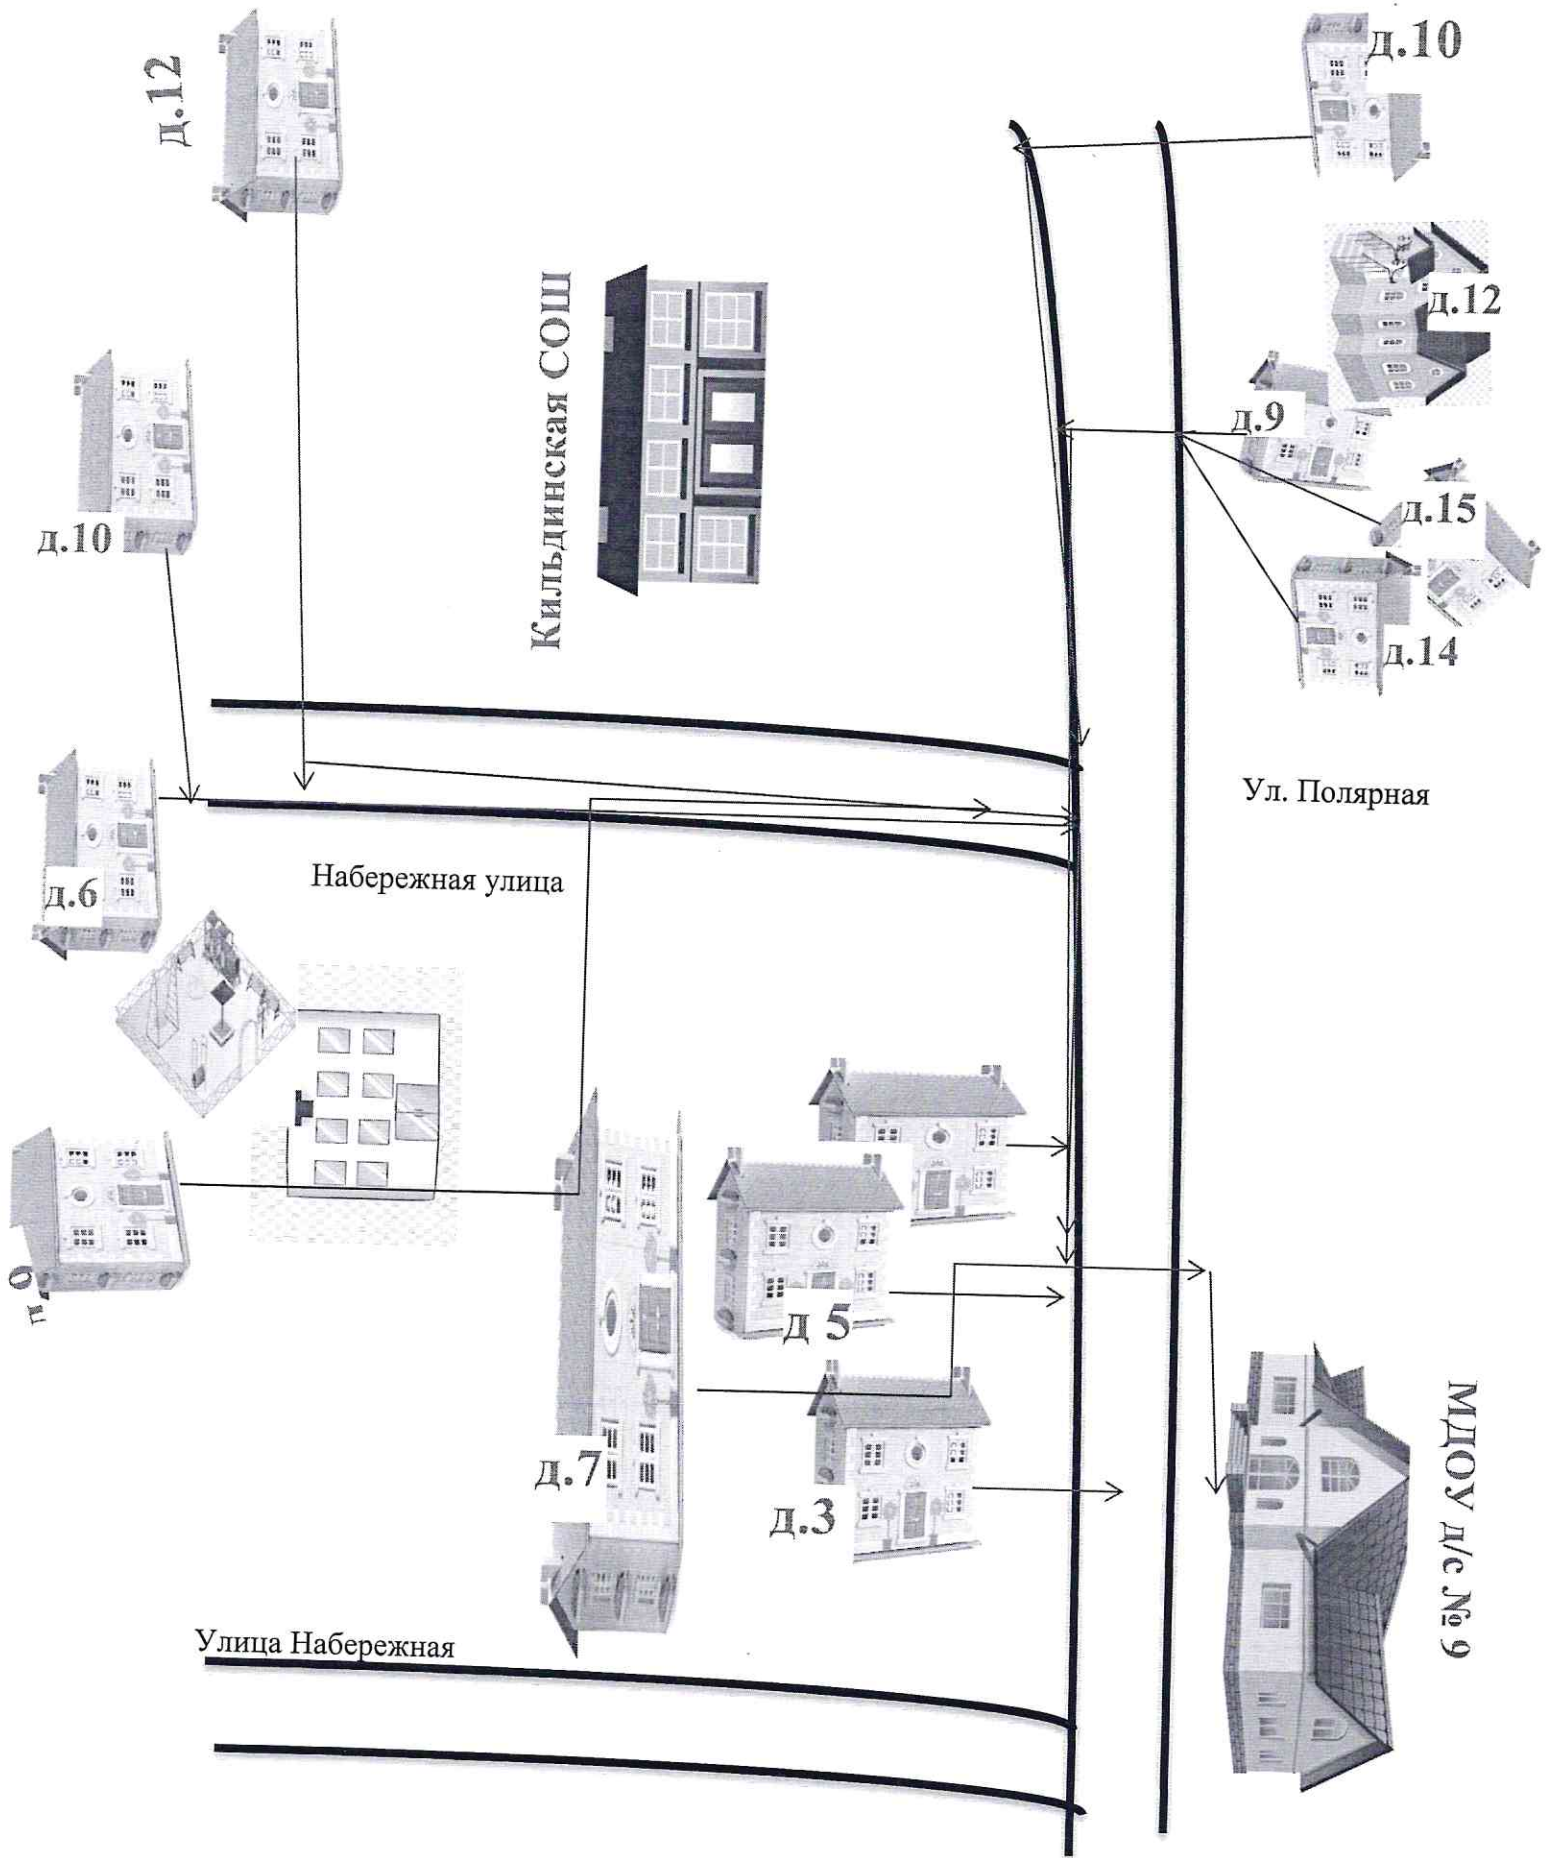 д.10
д.12
д.12
д.9
Кильдинская СОШ
д.15
д.10
д.14
Ул. Полярная
д.6
Набережная улица
д 5
д.7
д.3
МДОУ д/с № 9
Улица Набережная